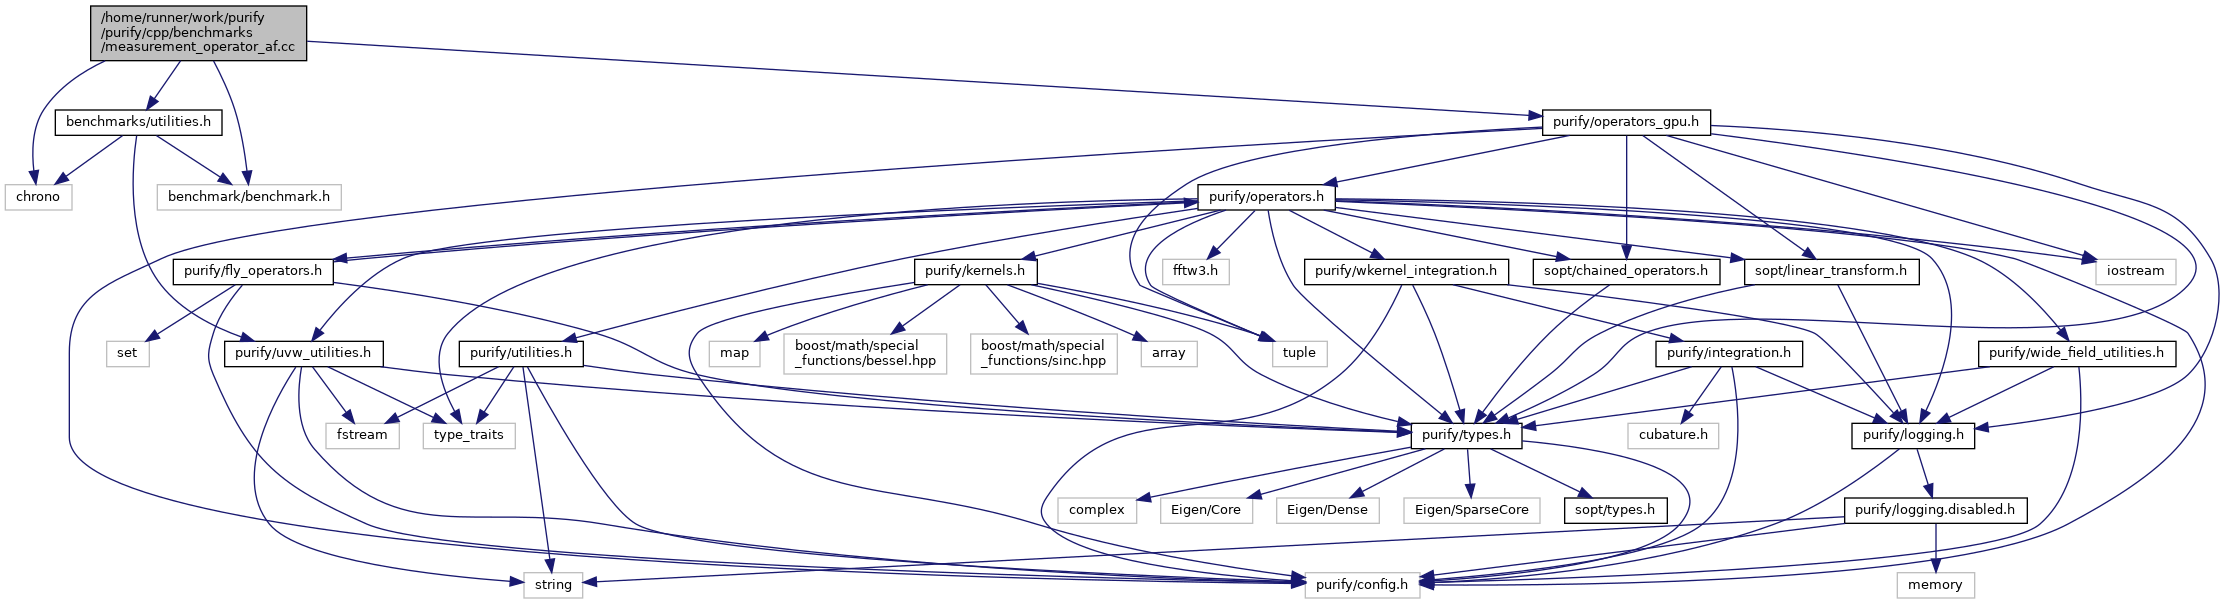 /home/runner/work/purify
/purify/cpp/benchmarks
/measurement_operator_af.cc
benchmarks/utilities.h
purify/operators_gpu.h
chrono
benchmark/benchmark.h
purify/operators.h
purify/fly_operators.h
fftw3.h
purify/kernels.h
purify/wkernel_integration.h
sopt/chained_operators.h
sopt/linear_transform.h
iostream
set
purify/uvw_utilities.h
purify/utilities.h
map
boost/math/special
_functions/bessel.hpp
boost/math/special
_functions/sinc.hpp
array
tuple
purify/integration.h
purify/wide_field_utilities.h
fstream
type_traits
purify/types.h
cubature.h
purify/logging.h
complex
Eigen/Core
Eigen/Dense
Eigen/SparseCore
sopt/types.h
purify/logging.disabled.h
string
purify/config.h
memory